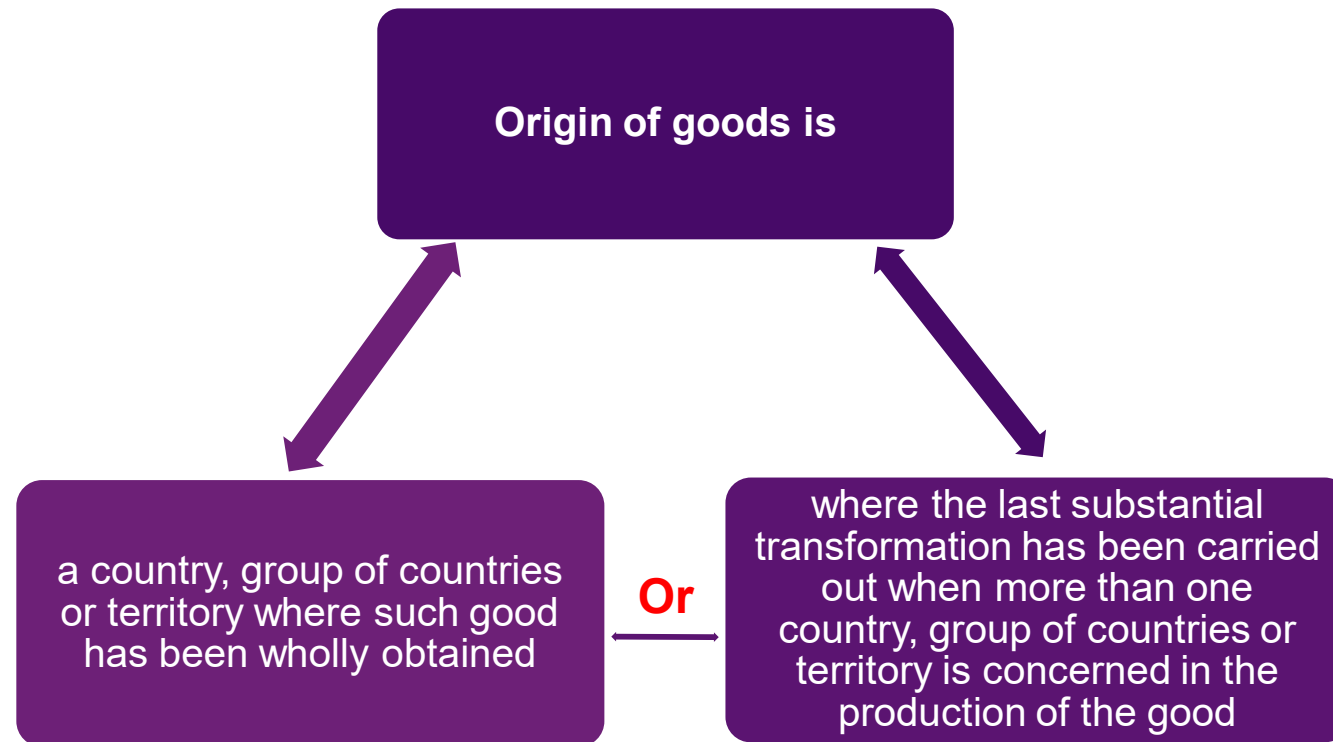 Origin of goods is
a country, group of countries
or territory where such good
has been wholly obtained
Or
where the last substantial
transformation has been carried
out when more than one
country, group of countries or
territory is concerned in the
production of the good